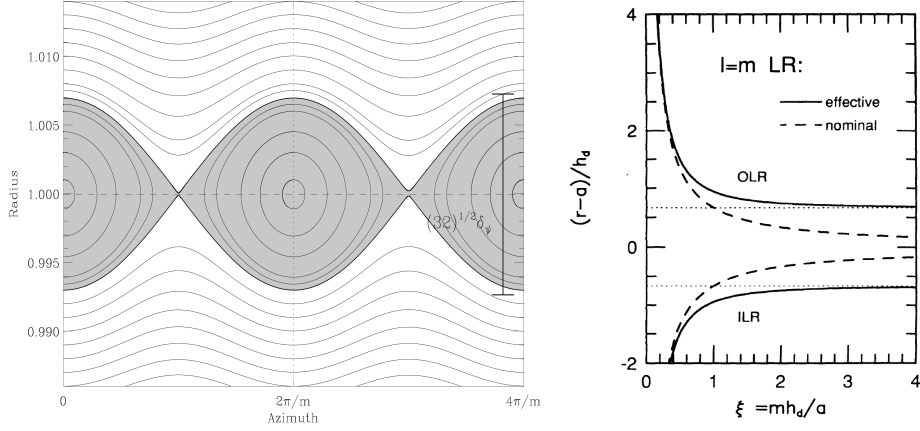 1.010
1.005
1.000
0.995
0.990
Radius
(32)^{1/2}δ_ψ
0
2π/m
4π/m
Azimuth
4
2
0
-2
(r-a)/h_d
l=m LR:
effective
nominal
OLR
ILR
0
1
2
3
4
ξ =mh_d/a